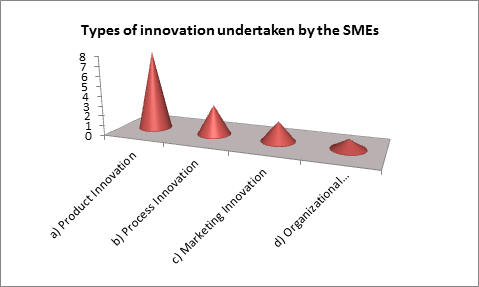 Types of innovation undertaken by the SMEs
8
7
6
5
4
3
2
1
0
a) Product Innovation
b) Process Innovation
c) Marketing Innovation
d) Organizational...